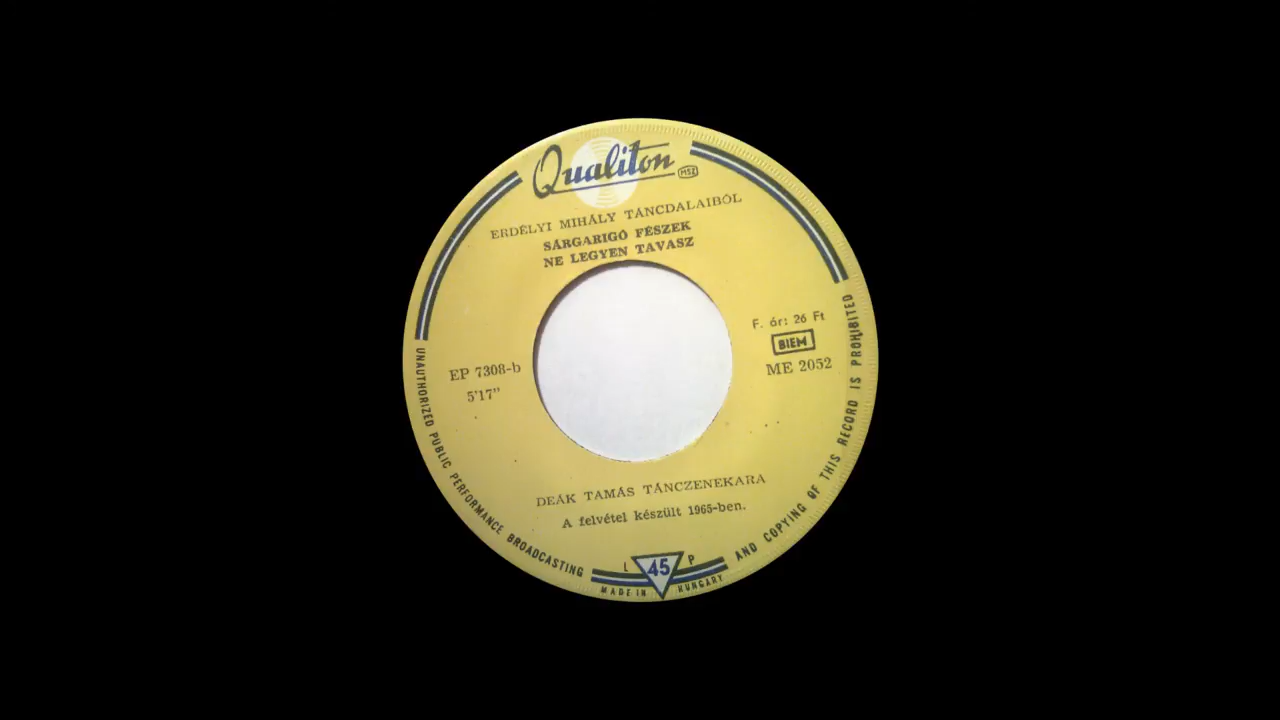 Qualiton
MSZ
ERDÉLYI MIHÁLY TÁNCDALAIBÓL
SÁRGARIGÓ FÉSZEK
NE LEGYEN TAVASZ
F. ár: 26 Ft
BIEM
ME 2052
EP 7308-b
5'17"
DEÁK TAMÁS TÁNCZENEKARA
A felvétel készült 1965-ben.
L 45 P
MADE IN HUNGARY
UNAUTHORIZED PUBLIC PERFORMANCE BROADCASTING AND COPYING OF THIS RECORD IS PROHIBITED